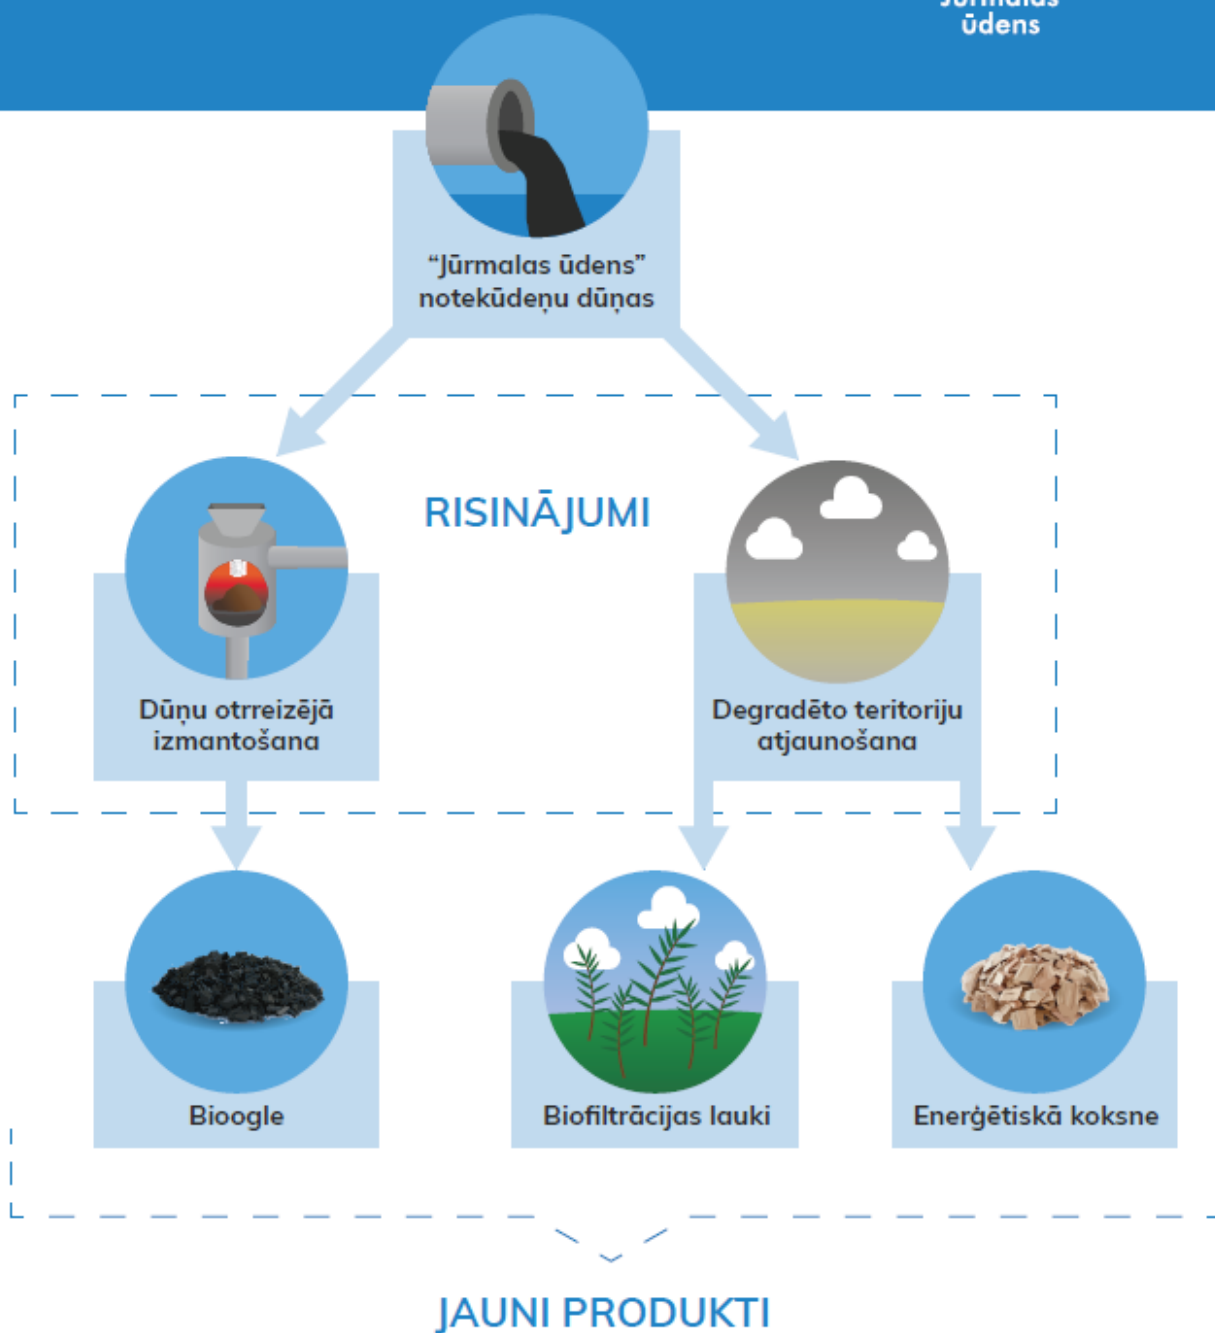 Jūrmalas
ūdens
“Jūrmalas ūdens”
notekūdeņu dūņas
RISINĀJUMI
Dūņu otrreizējā
izmantošana
Degradēto teritoriju
atjaunošana
Bioogle
Biofiltrācijas lauki
Enerģētiskā koksne
JAUNI PRODUKTI